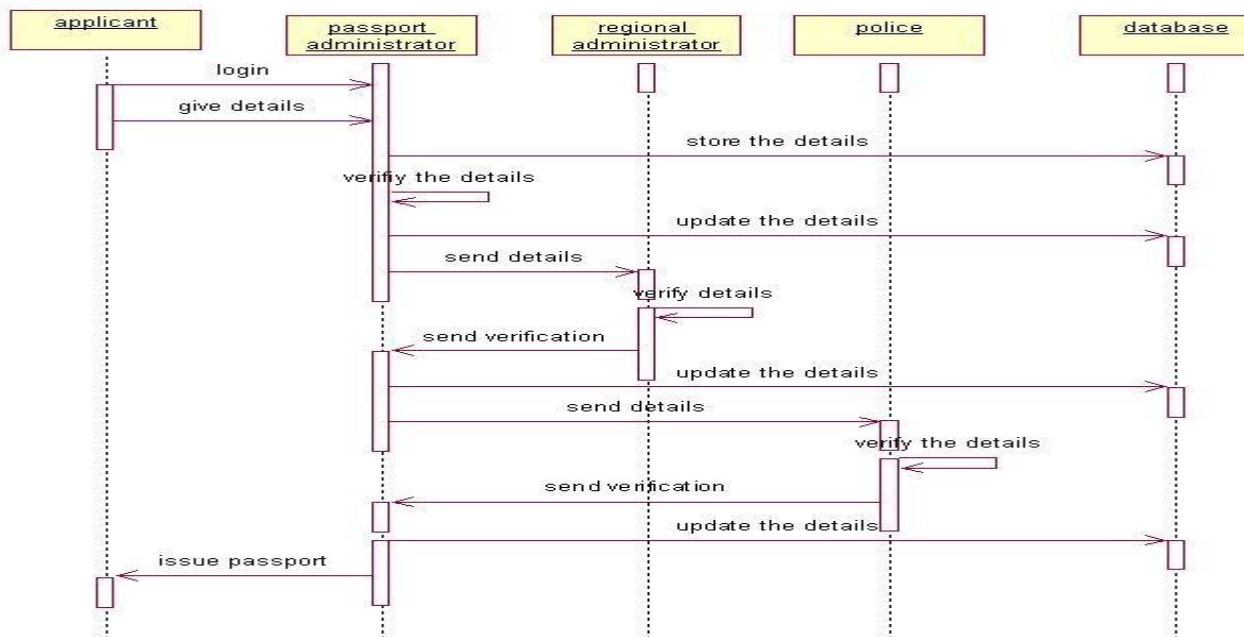 applicant
passport
administrator
regional
administrator
police
database
login
give details
store the details
verifiy the details
update the details
send details
verify details
send verification
update the details
send details
verify the details
send verification
update the details
issue passport